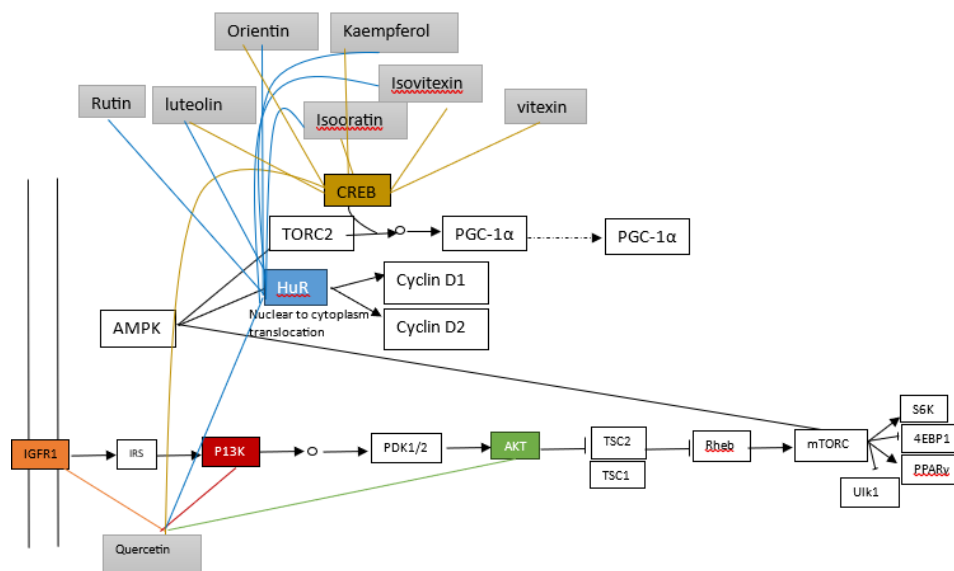 Orientin
Kaempferol
Isovitexin
Rutin
luteolin
Isooratin
vitexin
CREB
TORC2
PGC-1α
PGC-1α
HuR
Cyclin D1
Nuclear to cytoplasm
translocation
AMPK
Cyclin D2
S6K
IGFR1
IRS
P13K
PDK1/2
AKT
TSC2
Rheb
mTORC
4EBP1
TSC1
PPARγ
Ulk1
Quercetin